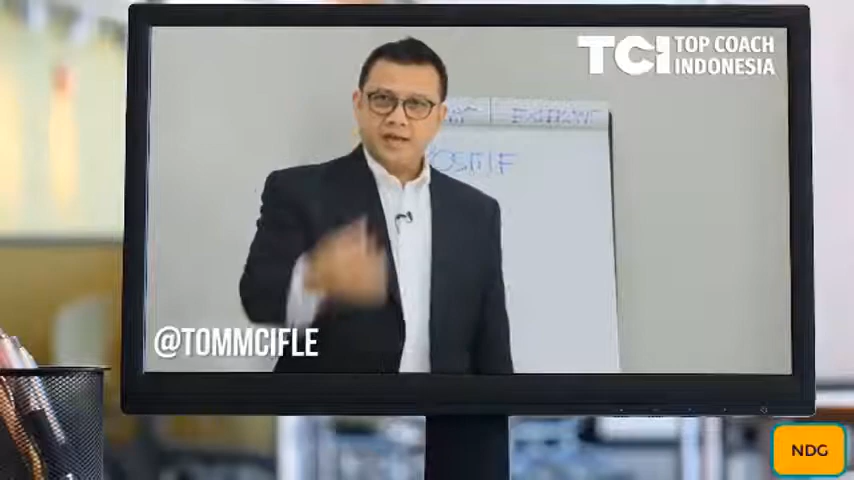 TCI TOP COACH
INDONESIA
POSITIF
@TOMMCIFLE
NDG